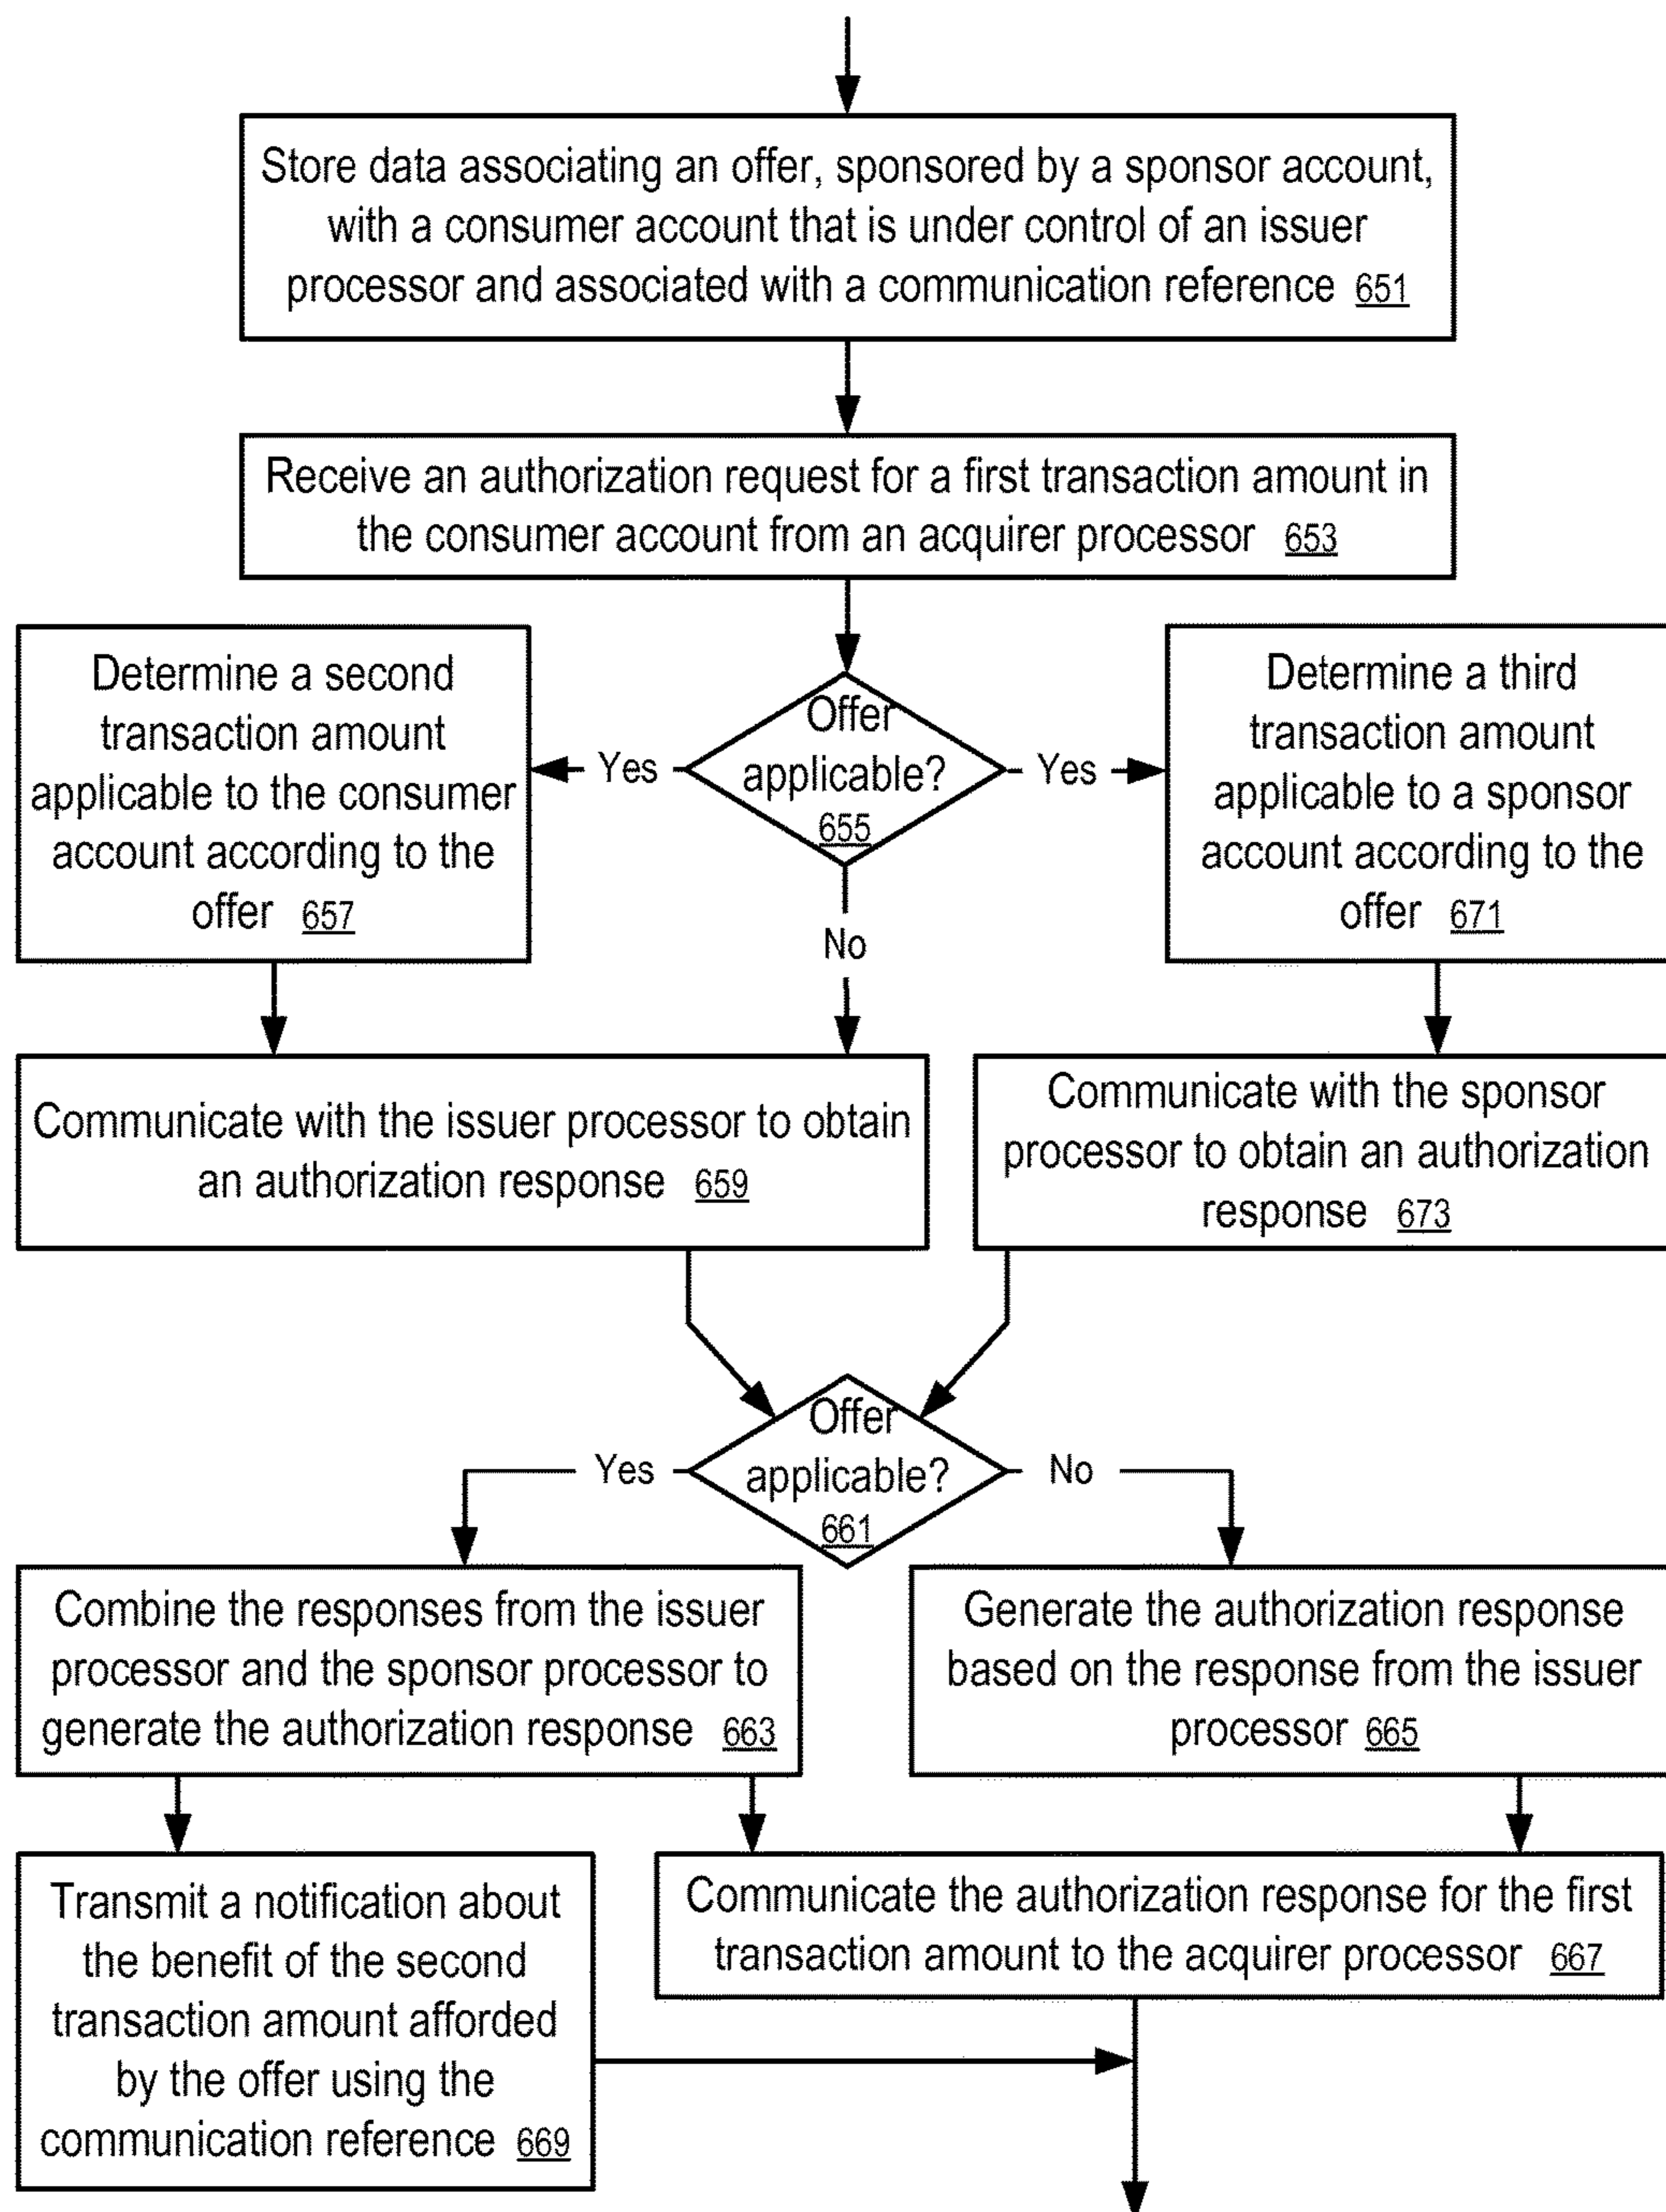 Store data associating an offer, sponsored by a sponsor account,
with a consumer account that is under control of an issuer
processor and associated with a communication reference 651
Receive an authorization request for a first transaction amount in
the consumer account from an acquirer processor 653
Determine a second
transaction amount
applicable to the consumer
account according to the
offer 657
Yes
Offer
applicable?
655
Yes
No
Determine a third
transaction amount
applicable to a sponsor
account according to the
offer 671
Communicate with the issuer processor to obtain
an authorization response 659
Communicate with the sponsor
processor to obtain an authorization
response 673
Yes
Offer
applicable?
661
No
Combine the responses from the issuer
processor and the sponsor processor to
generate the authorization response 663
Generate the authorization response
based on the response from the issuer
processor 665
Transmit a notification about
the benefit of the second
transaction amount afforded
by the offer using the
communication reference 669
Communicate the authorization response for the first
transaction amount to the acquirer processor 667